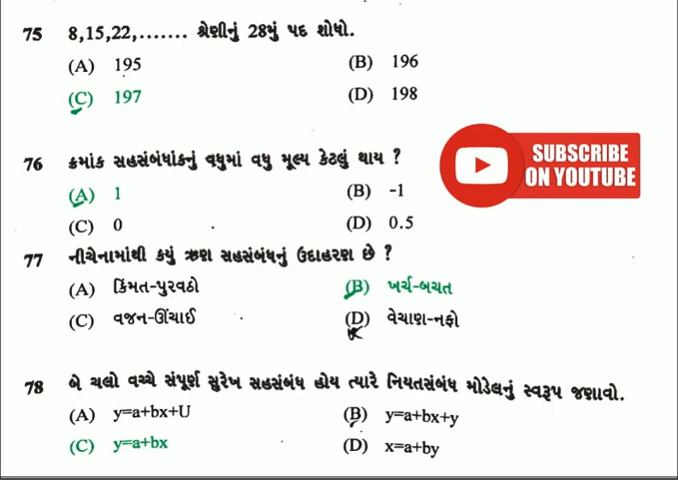 75 8,15,22,....... શ્રેણીનું 28મું પદ શોધો.
(A) 195 (B) 196
(C) 197 (D) 198
76 ક્રમાંક સહસંબંધાંકનું વધુમાં વધુ મૂલ્ય કેટલું થાય ?
SUBSCRIBE
ON YOUTUBE
(A) 1 (B) -1
(C) 0 (D) 0.5
77 નીચેનામાંથી કયું ઋણ સહસંબંધનું ઉદાહરણ છે ?
(A) કિંમત-પુરવઠો (B) ખર્ચ-બચત
(C) વજન-ઊંચાઈ (D) વેચાણ-નફો
78 બે ચલો વચ્ચે સંપૂર્ણ સુરેખ સહસંબંધ હોય ત્યારે નિયતસંબંધ મોડેલનું સ્વરૂપ જણાવો.
(A) y=a+bx+U (B) y=a+bx+y
(C) y=a+bx (D) x=a+by